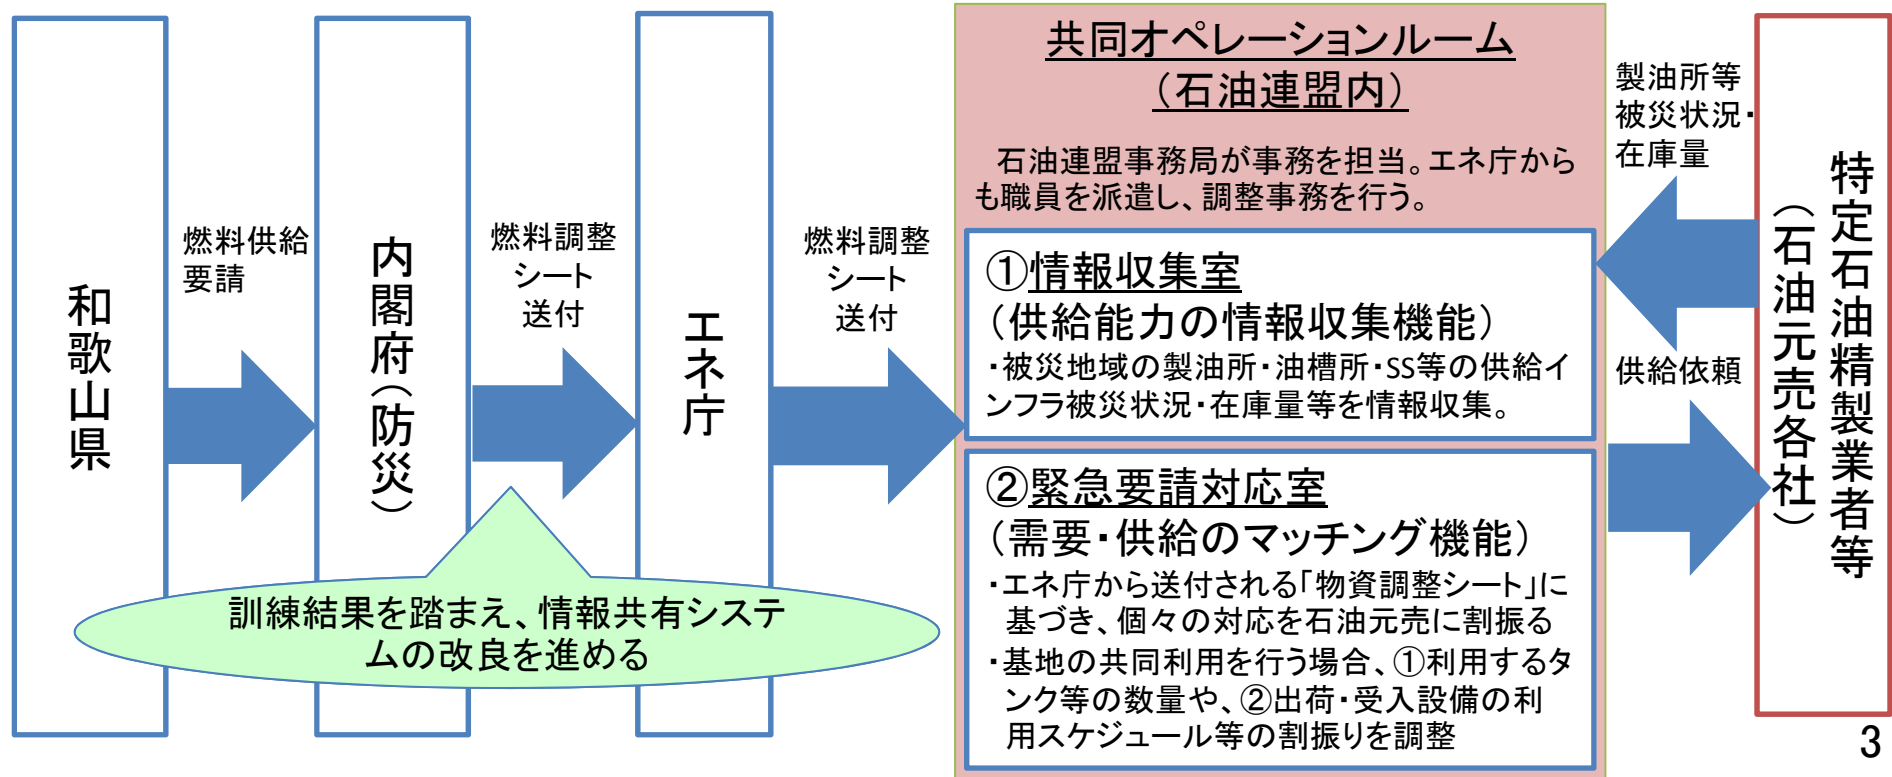 和歌山県
燃料供給
要請
内閣府(防災)
燃料調整
シート
送付
エネ庁
燃料調整
シート
送付
訓練結果を踏まえ、情報共有システ
ムの改良を進める
共同オペレーションルーム
(石油連盟内)
石油連盟事務局が事務を担当。エネ庁から
も職員を派遣し、調整事務を行う。
①情報収集室
(供給能力の情報収集機能)
・被災地域の製油所・油槽所・SS等の供給イ
ンフラ被災状況・在庫量等を情報収集。
②緊急要請対応室
(需要・供給のマッチング機能)
・エネ庁から送付される「物資調整シート」に
基づき、個々の対応を石油元売に割振る
・基地の共同利用を行う場合、①利用するタ
ンク等の数量や、②出荷・受入設備の利
用スケジュール等の割振りを調整
製油所等
被災状況・
在庫量
供給依頼
特定石油精製業者等
(石油元売各社)
3